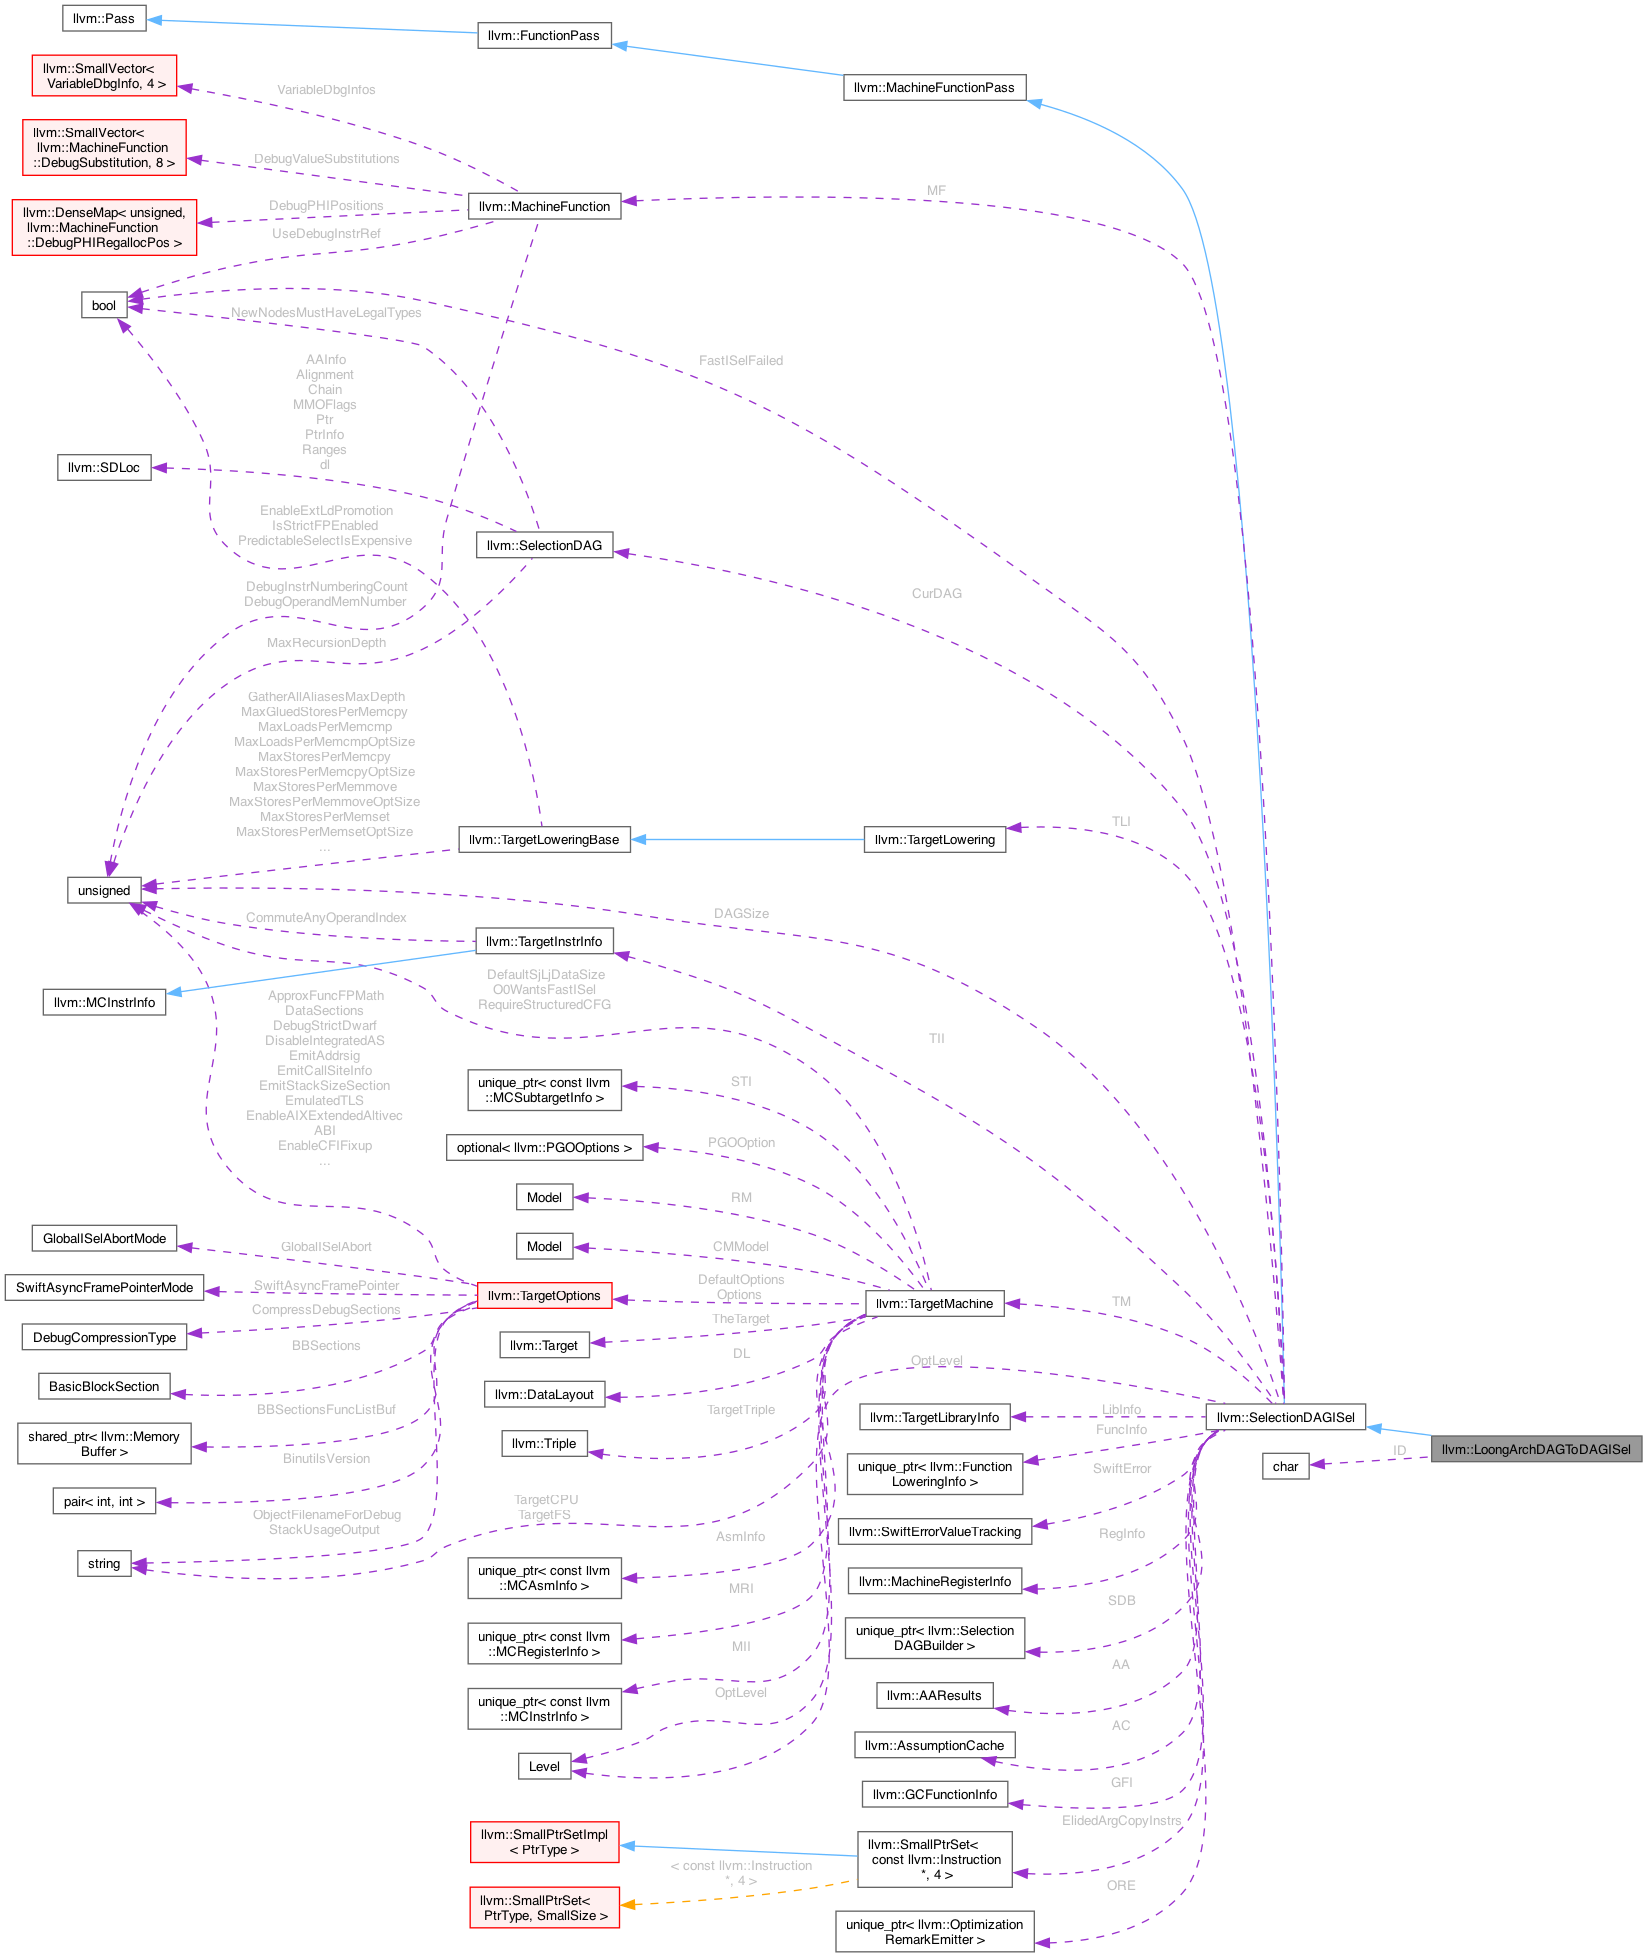 llvm::Pass
llvm::FunctionPass
llvm::SmallVector<
VariableDbgInfo, 4 >
VariableDbgInfos
llvm::MachineFunctionPass
llvm::SmallVector<
llvm::MachineFunction
::DebugSubstitution, 8 >
DebugValueSubstitutions
MF
llvm::DenseMap< unsigned,
llvm::MachineFunction
::DebugPHIRegallocPos >
DebugPHIPositions
llvm::MachineFunction
UseDebugInstrRef
bool
NewNodesMustHaveLegalTypes
FastISelFailed
AAInfo
Alignment
Chain
MMOFlags
Ptr
PtrInfo
Ranges
dl
llvm::SDLoc
EnableExtLdPromotion
IsStrictFPEnabled
PredictableSelectIsExpensive
llvm::SelectionDAG
CurDAG
DebugInstrNumberingCount
DebugOperandMemNumber
MaxRecursionDepth
GatherAllAliasesMaxDepth
MaxGluedStoresPerMemcpy
MaxLoadsPerMemcmp
MaxLoadsPerMemcmpOptSize
MaxStoresPerMemcpy
MaxStoresPerMemcpyOptSize
MaxStoresPerMemmove
MaxStoresPerMemmoveOptSize
MaxStoresPerMemset
MaxStoresPerMemsetOptSize
...
llvm::TargetLoweringBase
llvm::TargetLowering
TLI
unsigned
CommuteAnyOperandIndex
DAGSize
llvm::TargetInstrInfo
llvm::MCInstrInfo
DefaultSjLjDataSize
O0WantsFastISel
RequireStructuredCFG
TII
ApproxFuncFPMath
DataSections
DebugStrictDwarf
DisableIntegratedAS
EmitAddrsig
EmitCallSiteInfo
EmitStackSizeSection
EmulatedTLS
EnableAIXExtendedAltivec
ABI
EnableCFIFixup
...
unique_ptr< const llvm
::MCSubtargetInfo >
STI
optional< llvm::PGOOptions >
PGOOption
Model
RM
Model
CMModel
GlobalISelAbortMode
GlobalISelAbort
SwiftAsyncFramePointerMode
SwiftAsyncFramePointer
llvm::TargetOptions
DefaultOptions
Options
llvm::TargetMachine
TM
DebugCompressionType
CompressDebugSections
llvm::Target
TheTarget
BasicBlockSection
BBSections
llvm::DataLayout
DL
OptLevel
shared_ptr< llvm::Memory
Buffer >
BBSectionsFuncListBuf
llvm::Triple
TargetTriple
llvm::TargetLibraryInfo
LibInfo
llvm::SelectionDAGISel
llvm::LoongArchDAGToDAGISel
char
ID
unique_ptr< llvm::Function
LoweringInfo >
FuncInfo
pair< int, int >
BinutilsVersion
SwiftError
llvm::SwiftErrorValueTracking
ObjectFilenameForDebug
StackUsageOutput
string
TargetCPU
TargetFS
unique_ptr< const llvm
::MCAsmInfo >
AsmInfo
llvm::MachineRegisterInfo
RegInfo
unique_ptr< const llvm
::MCRegisterInfo >
MRI
unique_ptr< llvm::Selection
DAGBuilder >
SDB
unique_ptr< const llvm
::MCInstrInfo >
MII
llvm::AAResults
AA
Level
OptLevel
llvm::AssumptionCache
AC
llvm::GCFunctionInfo
GFI
llvm::SmallPtrSetImpl
< PtrType >
llvm::SmallPtrSet<
const llvm::Instruction
*, 4 >
ElidedArgCopyInstrs
< const llvm::Instruction
*, 4 >
llvm::SmallPtrSet<
PtrType, SmallSize >
unique_ptr< llvm::Optimization
RemarkEmitter >
ORE